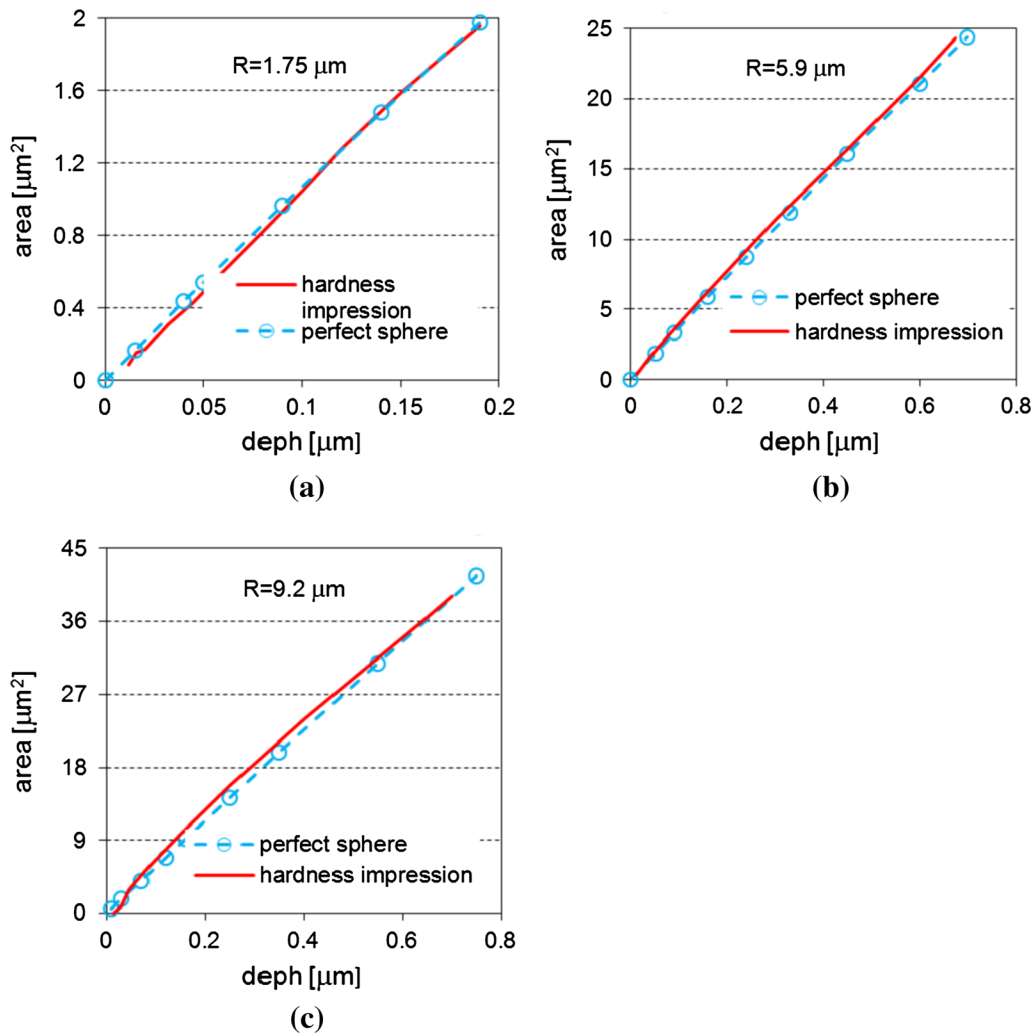 2
1.6
1.2
0.8
0.4
0
area [μm²]
R=1.75 μm
hardness
impression
perfect sphere
0
0.05
0.1
0.15
0.2
deph [μm]
(a)
25
20
15
10
5
0
area [μm²]
R=5.9 μm
perfect sphere
hardness impression
0
0.2
0.4
0.6
0.8
deph [μm]
(b)
45
36
27
18
9
0
area [μm²]
R=9.2 μm
perfect sphere
hardness impression
0
0.2
0.4
0.6
0.8
deph [μm]
(c)